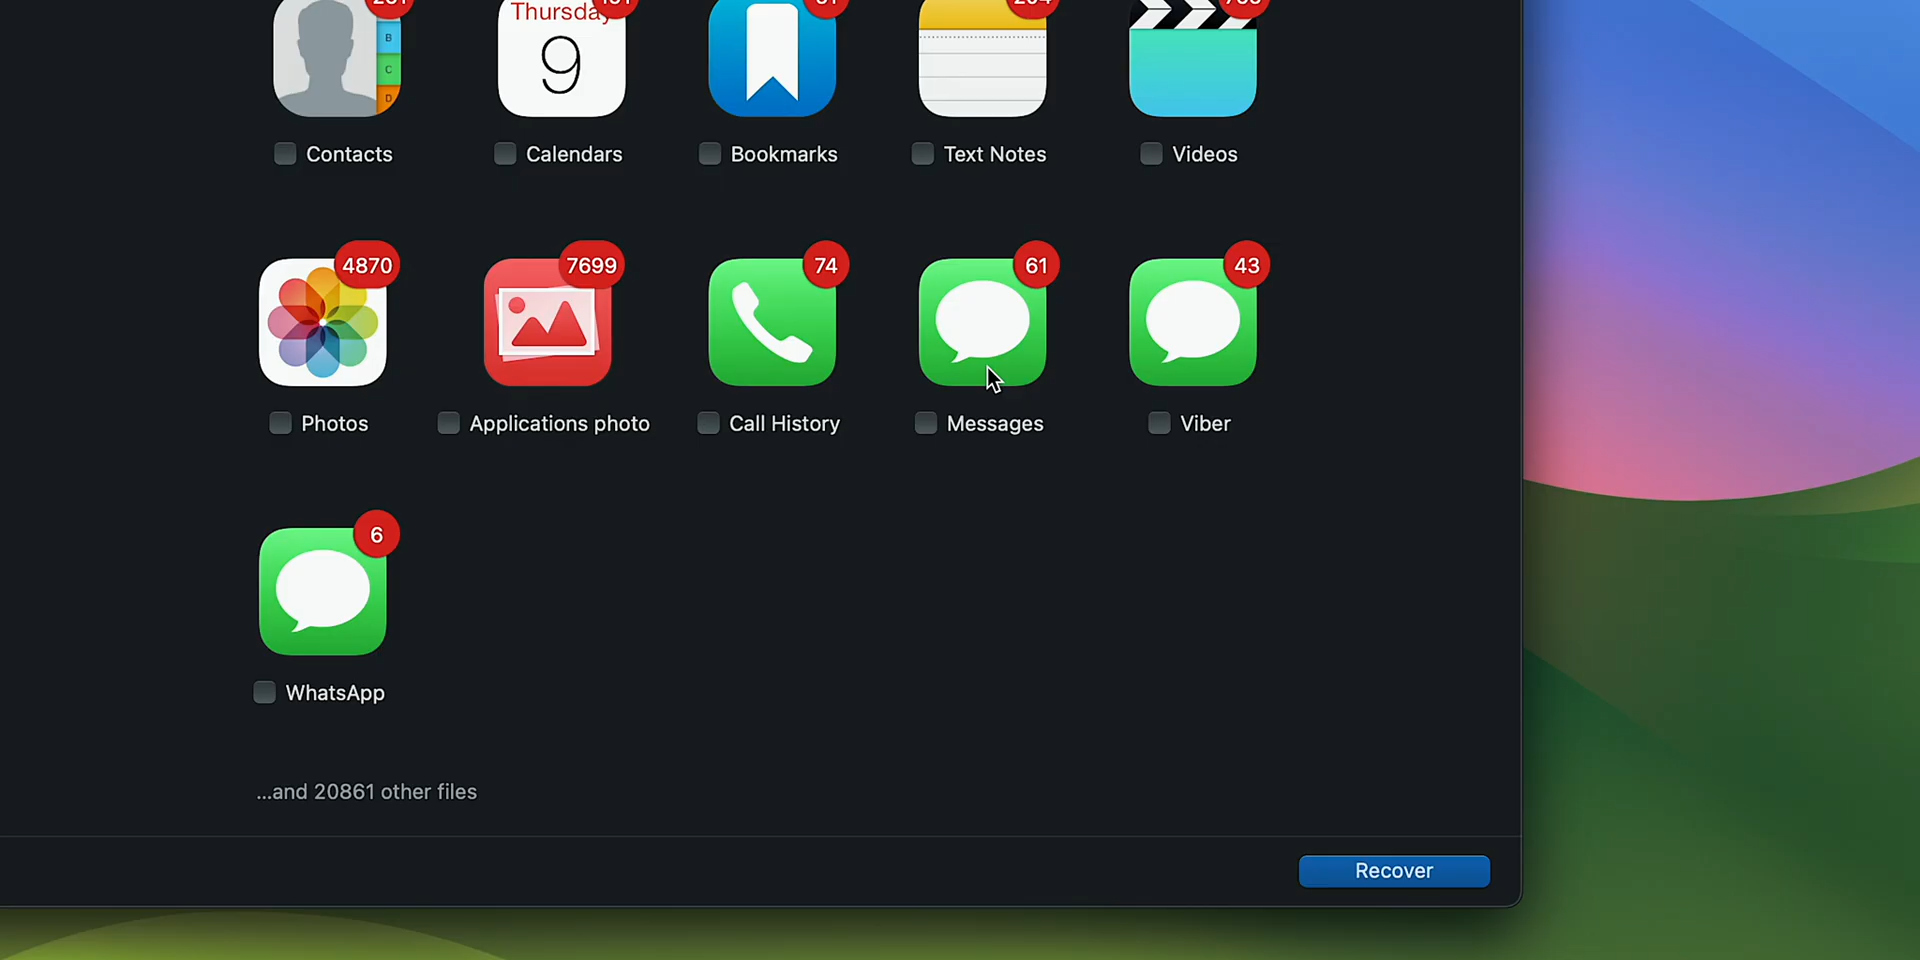 Thursday
9
B
C
D
Contacts
Calendars
Bookmarks
Text Notes
Videos
4870
7699
74
61
43
Photos
Applications photo
Call History
Messages
Viber
6
WhatsApp
...and 20861 other files
Recover